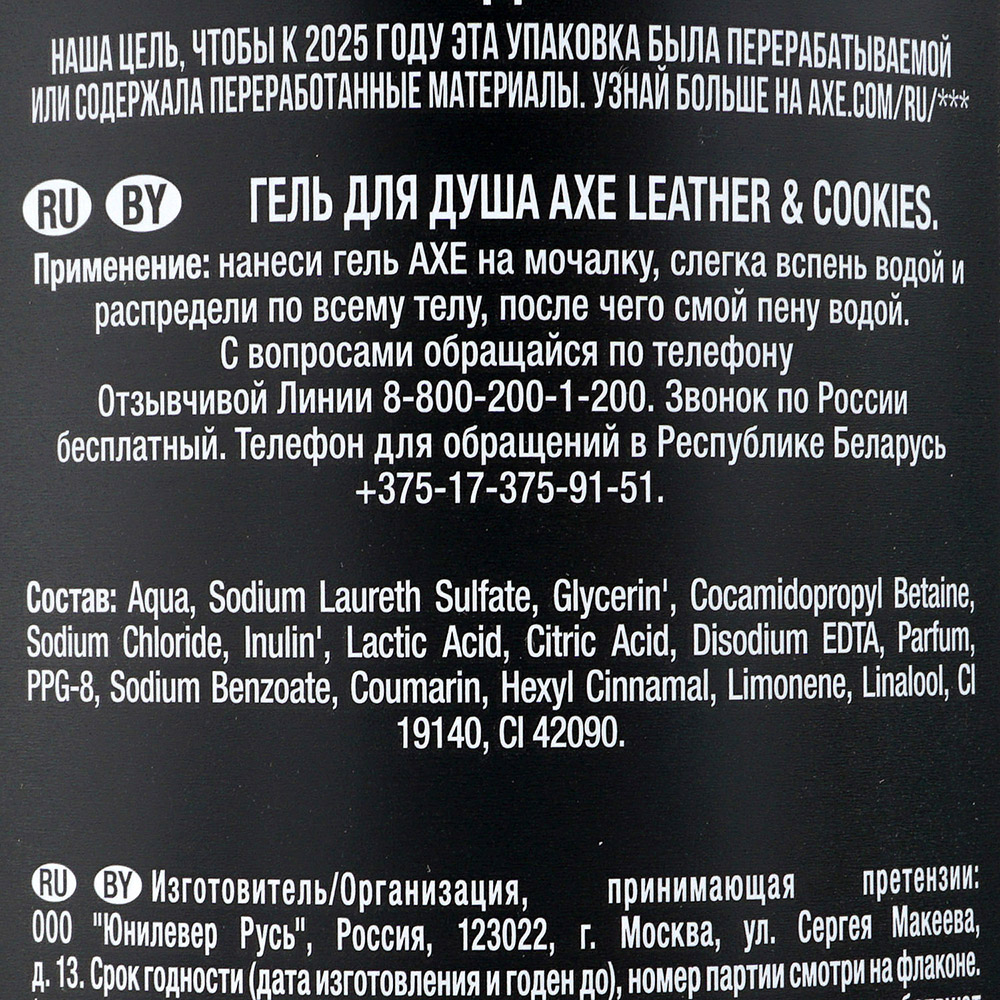 НАША ЦЕЛЬ, ЧТОБЫ К 2025 ГОДУ ЭТА УПАКОВКА БЫЛА ПЕРЕРАБАТЫВАЕМОЙ
ИЛИ СОДЕРЖАЛА ПЕРЕРАБОТАННЫЕ МАТЕРИАЛЫ. УЗНАЙ БОЛЬШЕ НА AXE.COM/RU/***
RU BY ГЕЛЬ ДЛЯ ДУША AXE LEATHER & COOKIES.
Применение: нанеси гель AXE на мочалку, слегка вспень водой и
распредели по всему телу, после чего смой пену водой.
С вопросами обращайся по телефону
Отзывчивой Линии 8-800-200-1-200. Звонок по России
бесплатный. Телефон для обращений в Республике Беларусь
+375-17-375-91-51.
Состав: Aqua, Sodium Laureth Sulfate, Glycerin', Cocamidopropyl Betaine,
Sodium Chloride, Inulin', Lactic Acid, Citric Acid, Disodium EDTA, Parfum,
PPG-8, Sodium Benzoate, Coumarin, Hexyl Cinnamal, Limonene, Linalool, CI
19140, CI 42090.
RU BY Изготовитель/Организация, принимающая претензии:
ООО "Юнилевер Русь", Россия, 123022, г. Москва, ул. Сергея Макеева,
д. 13. Срок годности (дата изготовления и годен до), номер партии смотри на флаконе.